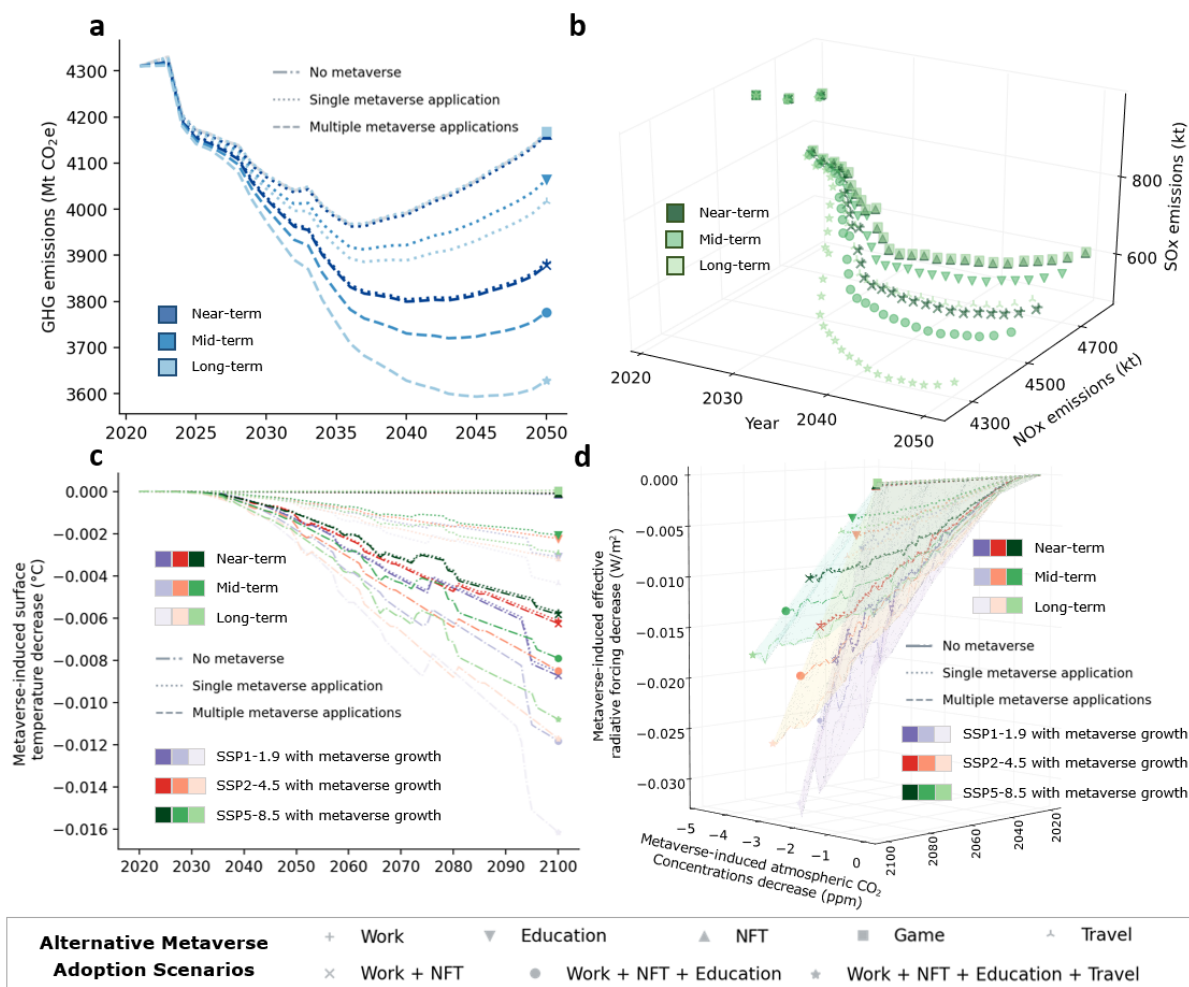 a
GHG emissions (Mt CO₂e)
4300
4200
4100
4000
3900
3800
3700
3600
2020 2025 2030 2035 2040 2045 2050
No metaverse
Single metaverse application
Multiple metaverse applications
Near-term
Mid-term
Long-term
b
Near-term
Mid-term
Long-term
2020
2030
2040
2050
Year
4300
4500
4700
NOx emissions (kt)
800
600
SOx emissions (kt)
c
Metaverse-induced surface
temperature decrease (°C)
0.000
−0.002
−0.004
−0.006
−0.008
−0.010
−0.012
−0.014
−0.016
2020 2030 2040 2050 2060 2070 2080 2090 2100
Near-term
Mid-term
Long-term
No metaverse
Single metaverse application
Multiple metaverse applications
SSP1-1.9 with metaverse growth
SSP2-4.5 with metaverse growth
SSP5-8.5 with metaverse growth
d
Metaverse-induced effective
radiative forcing decrease (W/m²)
0.000
−0.005
−0.010
−0.015
−0.020
−0.025
−0.030
−5
−4
−3
−2
−1
0
Metaverse-induced atmospheric CO₂
Concentrations decrease (ppm)
2100
2080
2060
2040
2020
Near-term
Mid-term
Long-term
No metaverse
Single metaverse application
Multiple metaverse applications
SSP1-1.9 with metaverse growth
SSP2-4.5 with metaverse growth
SSP5-8.5 with metaverse growth
Alternative Metaverse
Adoption Scenarios
Work Education NFT Game Travel
Work + NFT Work + NFT + Education Work + NFT + Education + Travel